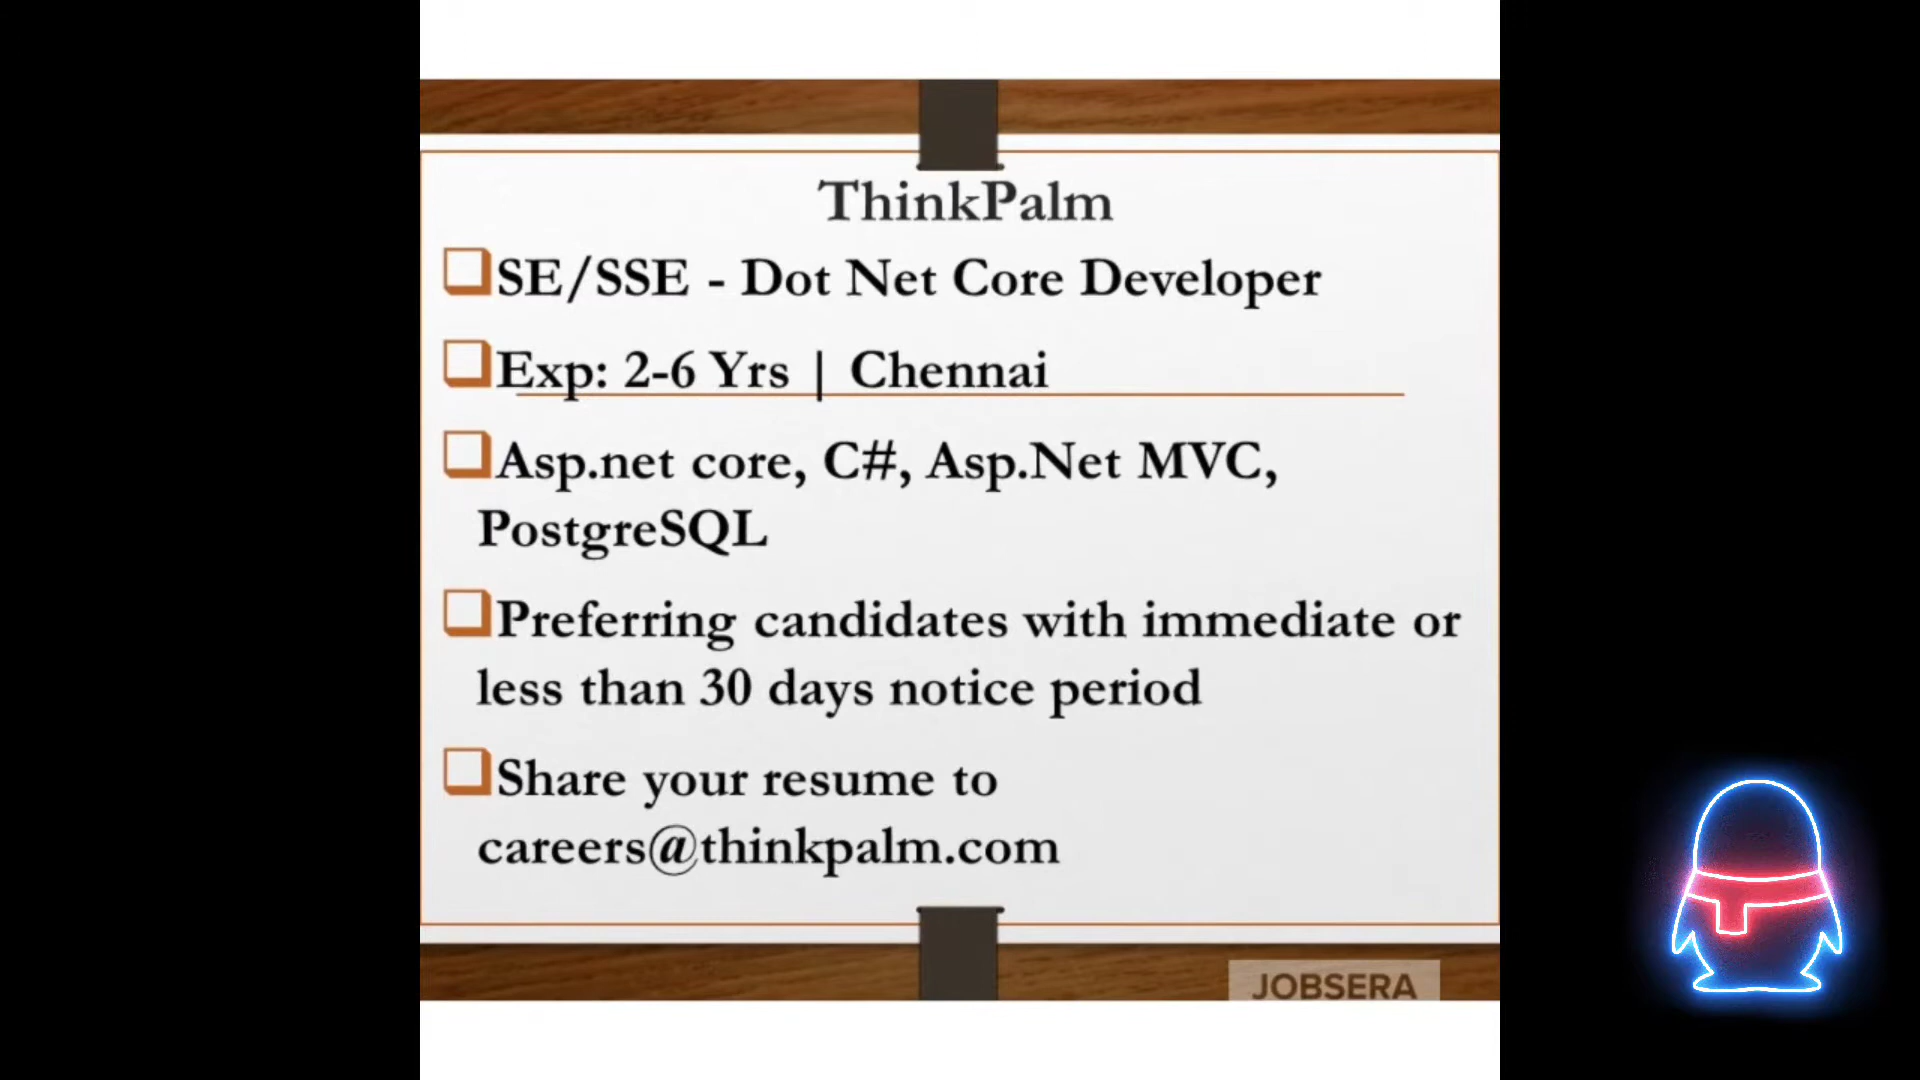 ThinkPalm
SE/SSE - Dot Net Core Developer
Exp: 2-6 Yrs | Chennai
Asp.net core, C#, Asp.Net MVC,
PostgreSQL
Preferring candidates with immediate or
less than 30 days notice period
Share your resume to
careers@thinkpalm.com
JOBSERA